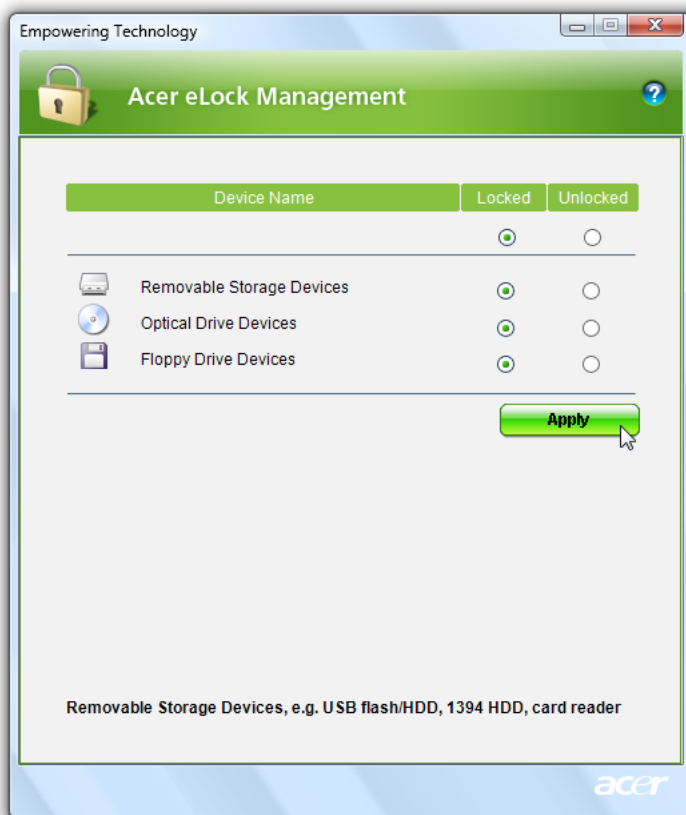 Empowering Technology
Acer eLock Management
?
Device Name Locked Unlocked
Removable Storage Devices
Optical Drive Devices
Floppy Drive Devices
Apply
Removable Storage Devices, e.g. USB flash/HDD, 1394 HDD, card reader
acer